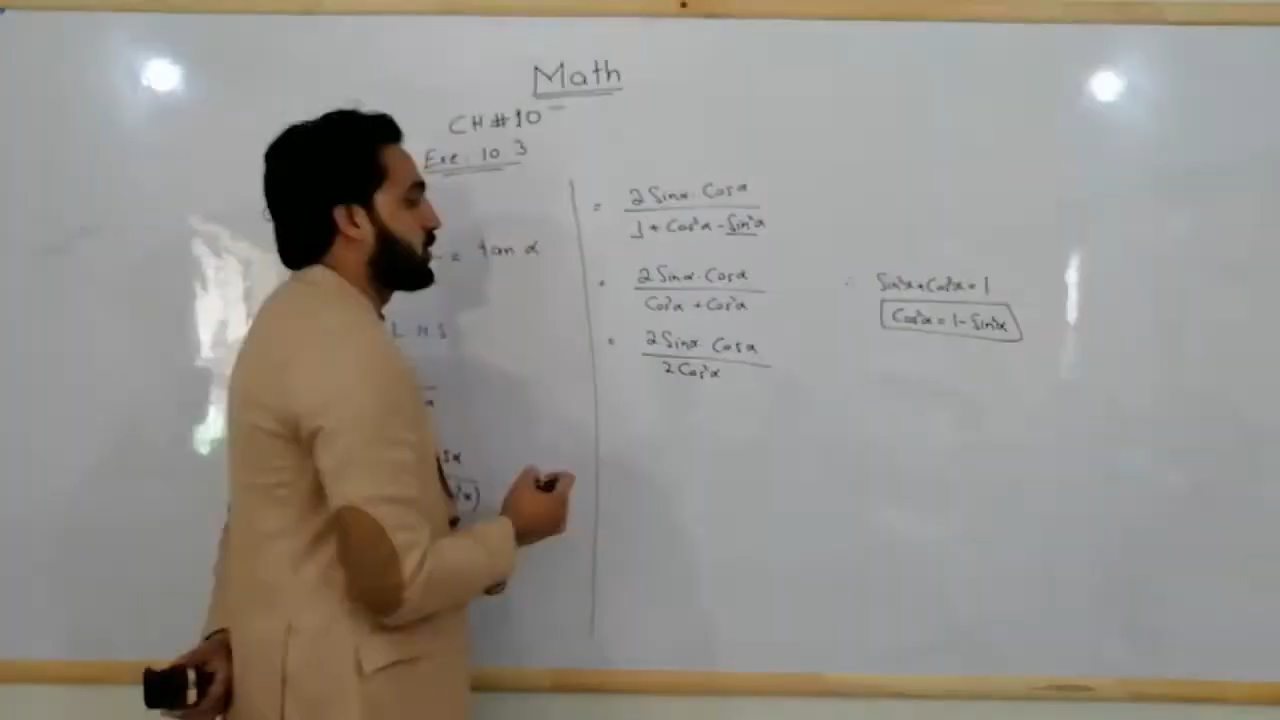 Math
CH#10
Exe: 10.3
= tan α
L H S
= 2 Sinα · Cosα
1 + Cos²α - Sin²α
= 2 Sinα · Cosα
Cos²α + Cos²α
= 2 Sinα · Cosα
2 Cos²α
∴ Sin²α + Cos²α = 1
Cos²α = 1 - Sin²α